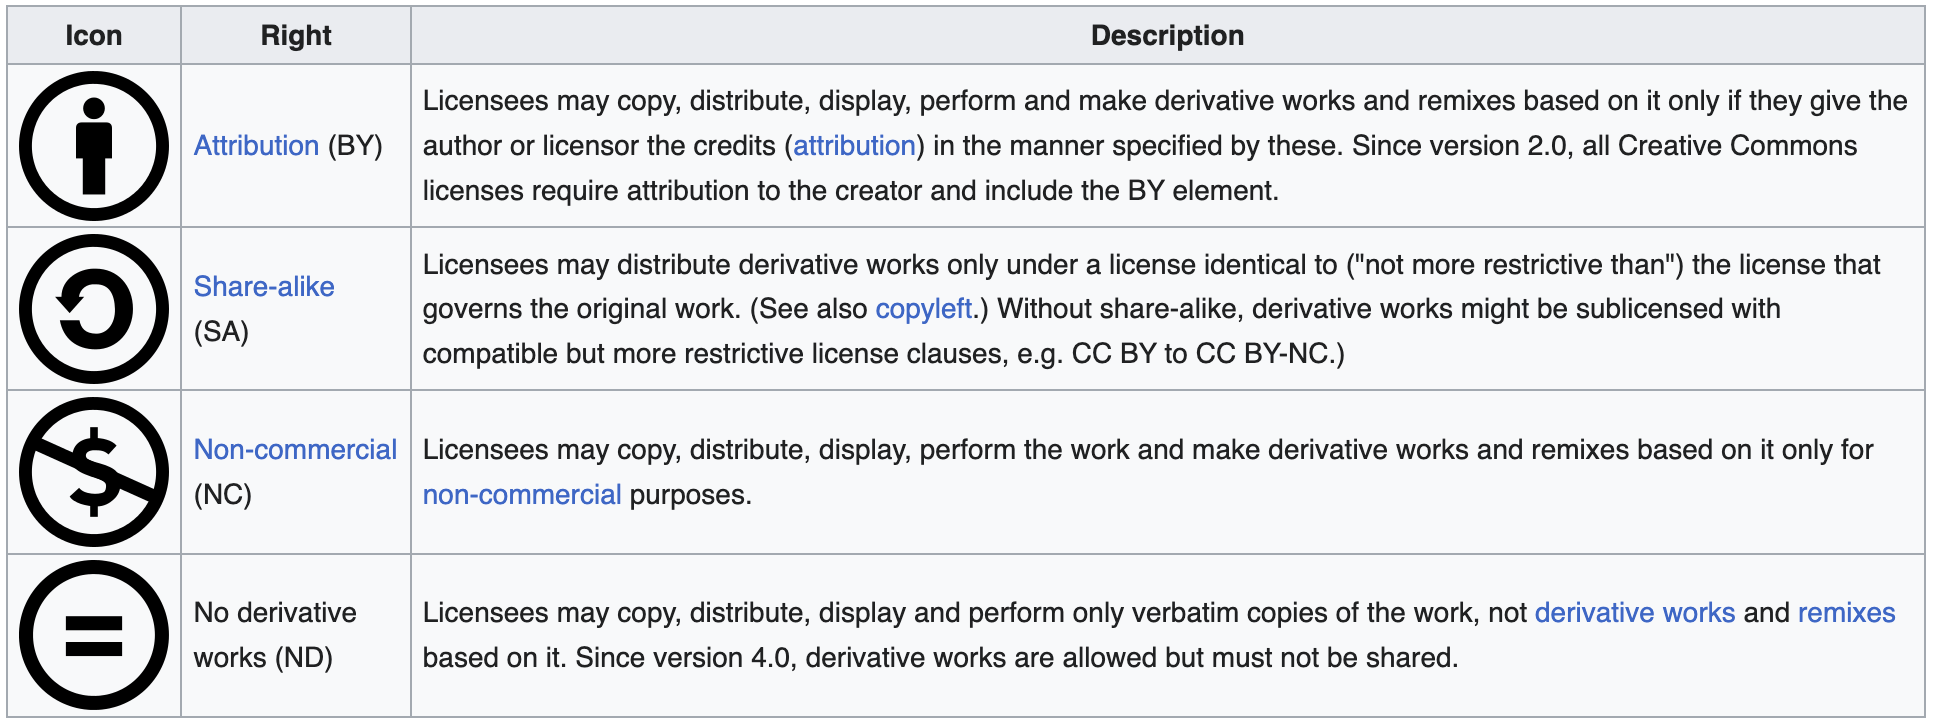 Icon Right Description
Attribution (BY)
Licensees may copy, distribute, display, perform and make derivative works and remixes based on it only if they give the
author or licensor the credits (attribution) in the manner specified by these. Since version 2.0, all Creative Commons
licenses require attribution to the creator and include the BY element.
Share-alike
(SA)
Licensees may distribute derivative works only under a license identical to ("not more restrictive than") the license that
governs the original work. (See also copyleft.) Without share-alike, derivative works might be sublicensed with
compatible but more restrictive license clauses, e.g. CC BY to CC BY-NC.)
$
Non-commercial
(NC)
Licensees may copy, distribute, display, perform the work and make derivative works and remixes based on it only for
non-commercial purposes.
=
No derivative
works (ND)
Licensees may copy, distribute, display and perform only verbatim copies of the work, not derivative works and remixes
based on it. Since version 4.0, derivative works are allowed but must not be shared.